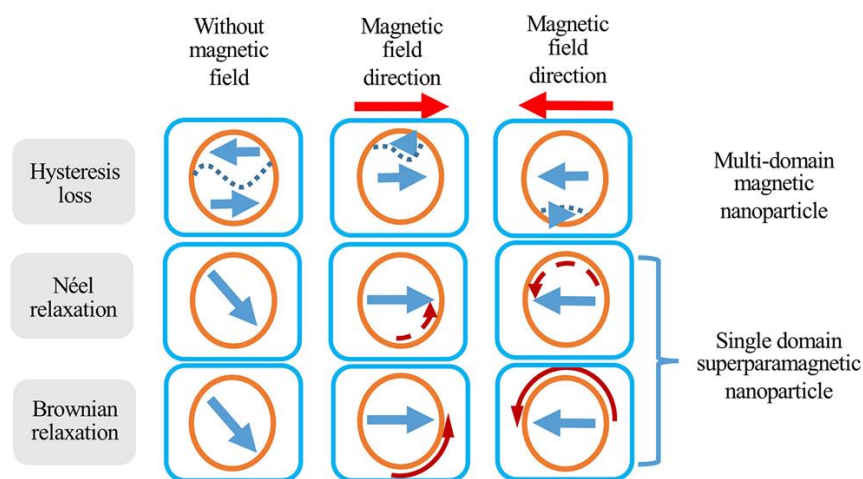 Without
magnetic
field
Magnetic
field
direction
Magnetic
field
direction
Hysteresis
loss
Multi-domain
magnetic
nanoparticle
Néel
relaxation
Single domain
superparamagnetic
nanoparticle
Brownian
relaxation